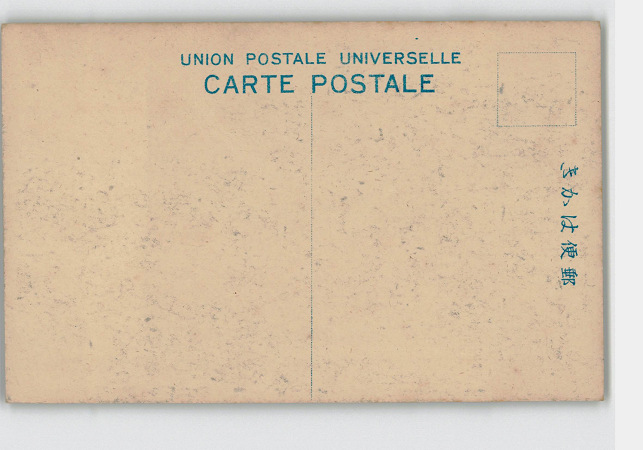 UNION POSTALE UNIVERSELLE
CARTE POSTALE
郵便はかき